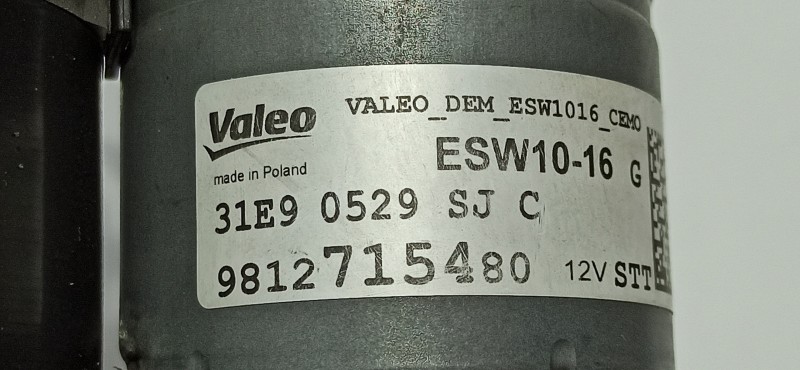 Valeo VALEO_DEM_ESW1016_CEMO
ESW10-16 G
made in Poland
31E9 0529 SJ C
9812715480 12V STT